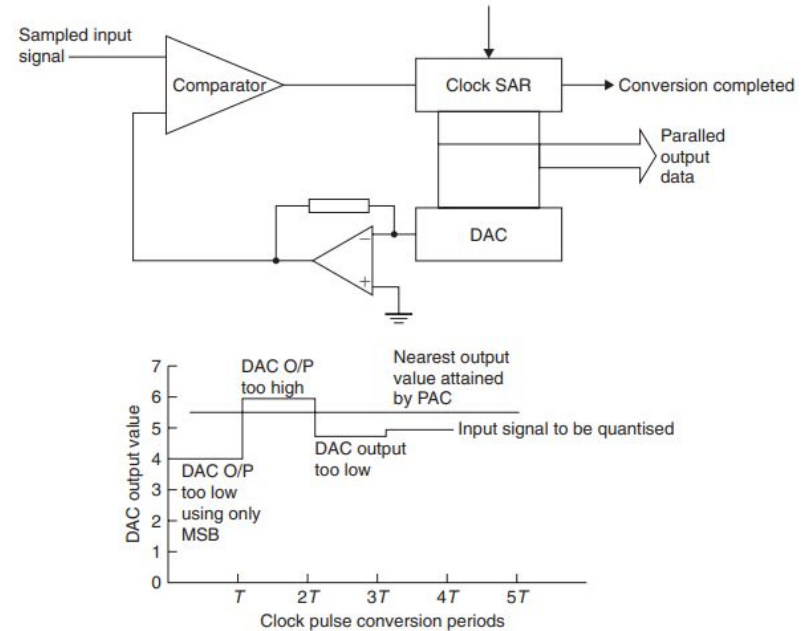 Sampled input
signal
Comparator
Clock SAR
Conversion completed
Paralled
output
data
DAC
−
+
7
6
5
4
3
2
1
0
DAC output value
DAC O/P
too high
Nearest output
value attained
by PAC
Input signal to be quantised
DAC output
too low
DAC O/P
too low
using only
MSB
T 2T 3T 4T 5T
Clock pulse conversion periods